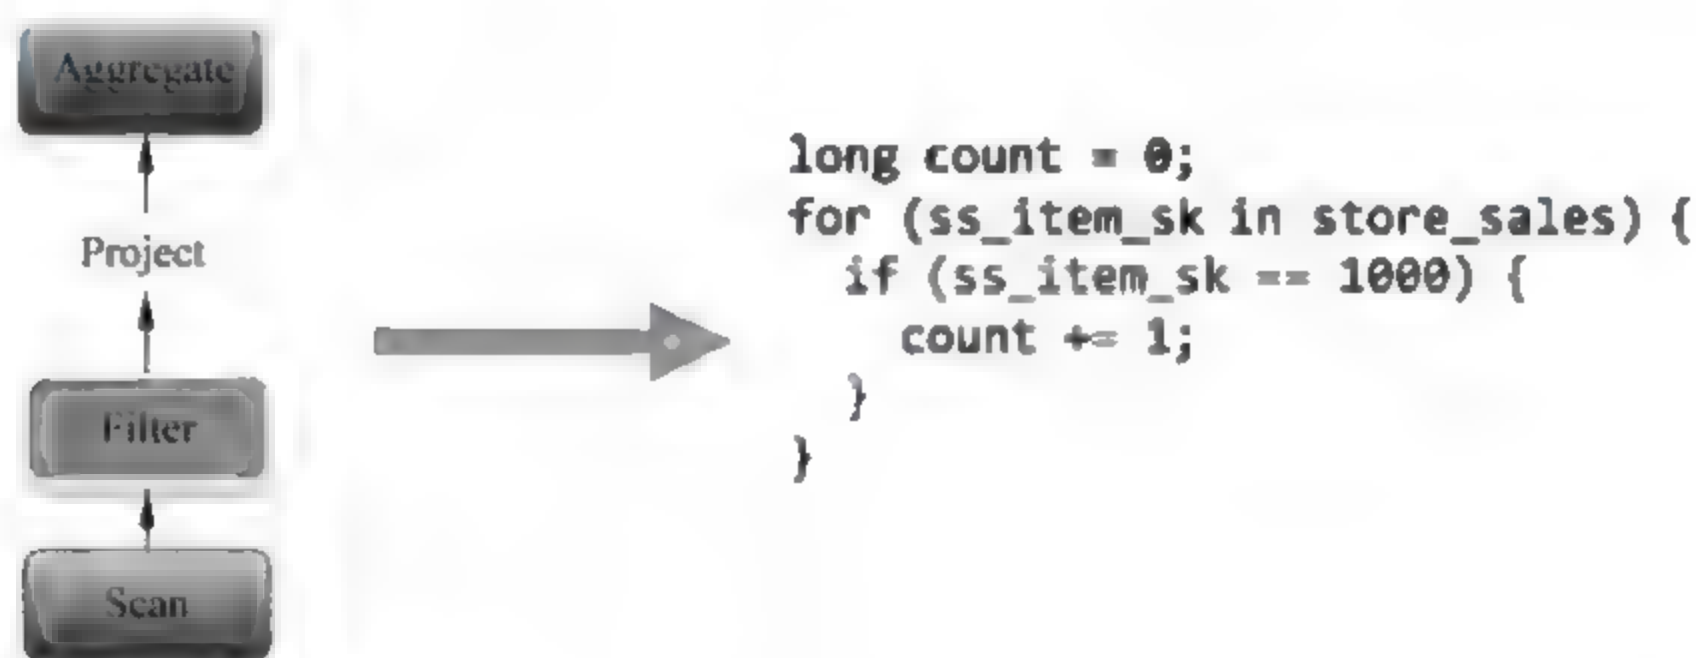 Aggregate
Project
Filter
Scan
long count = 0;
for (ss_item_sk in store_sales) {
  if (ss_item_sk == 1000) {
    count += 1;
  }
}